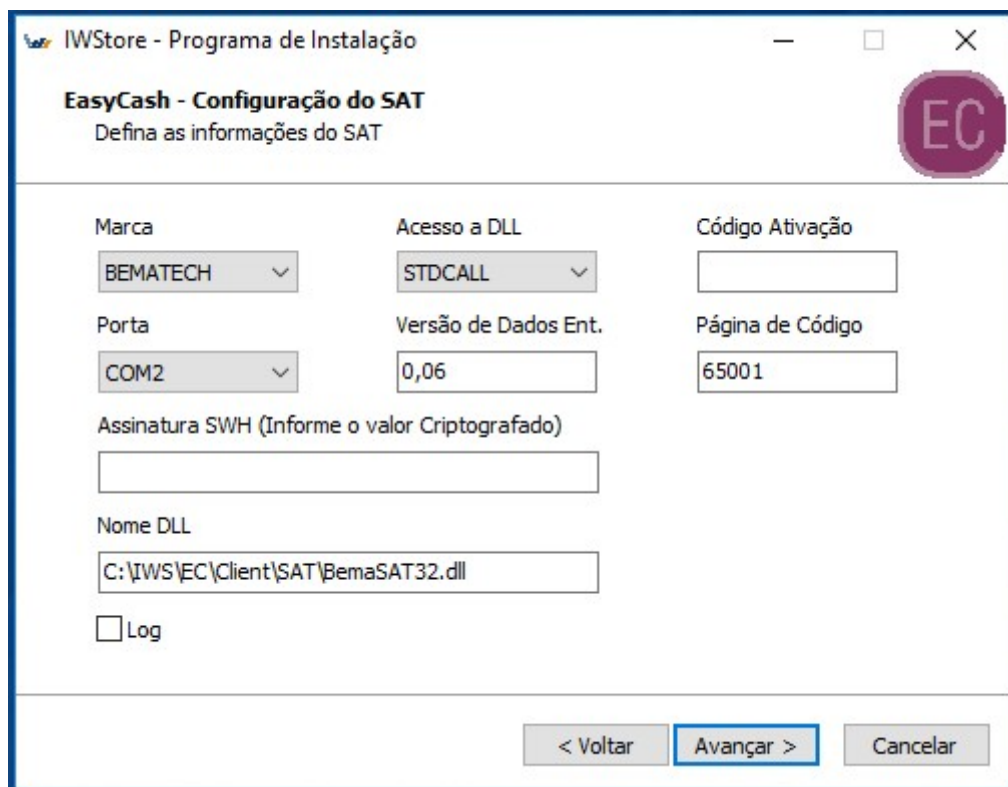 IWStore - Programa de Instalação
EasyCash - Configuração do SAT
Defina as informações do SAT
EC
Marca Acesso a DLL Código Ativação
BEMATECH STDCALL
Porta Versão de Dados Ent. Página de Código
COM2 0,06 65001
Assinatura SWH (Informe o valor Criptografado)
Nome DLL
C:\IWS\EC\Client\SAT\BemaSAT32.dll
Log
< Voltar Avançar > Cancelar